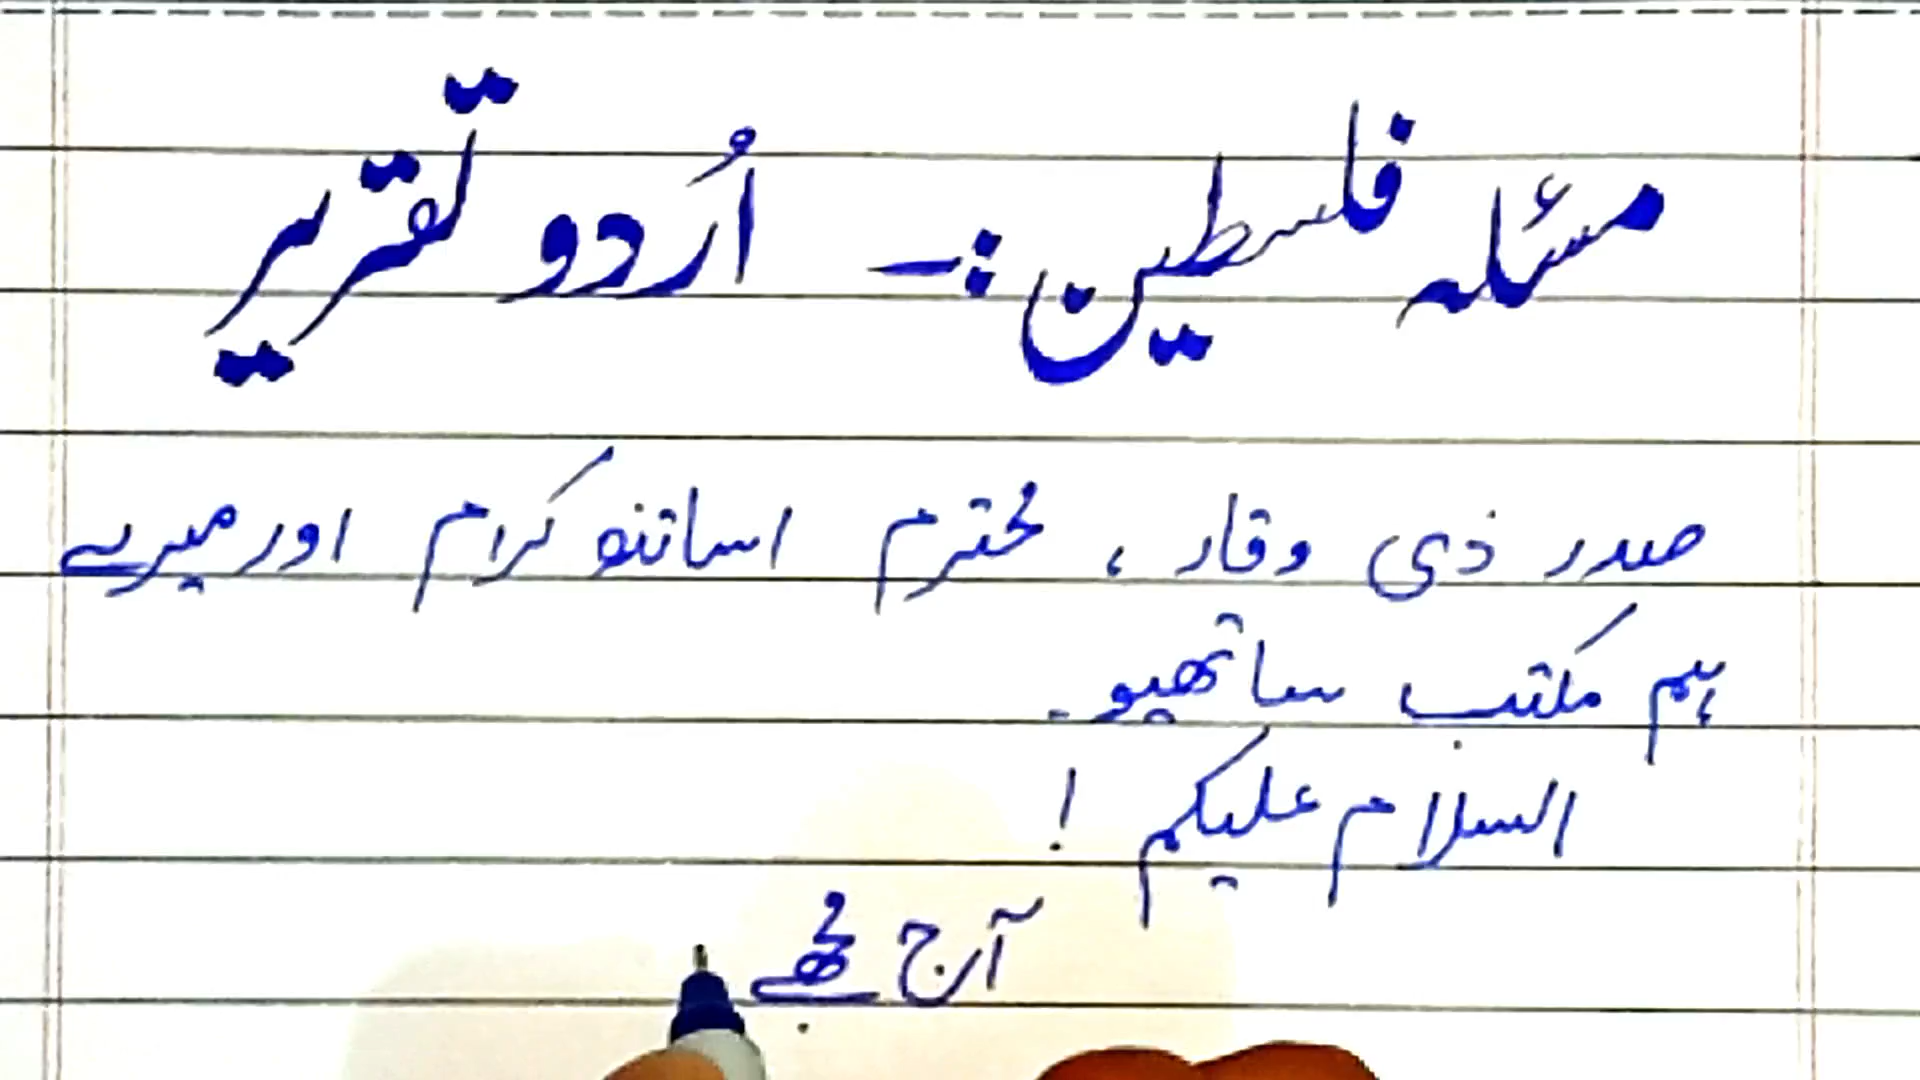 مسئلہ فلسطین :- اُردو تقریر
صدر ذی وقار ، محترم اساتذہ کرام اور میرے
ہم مکتب ساتھیو۔
السلام علیکم !
آج مجھے